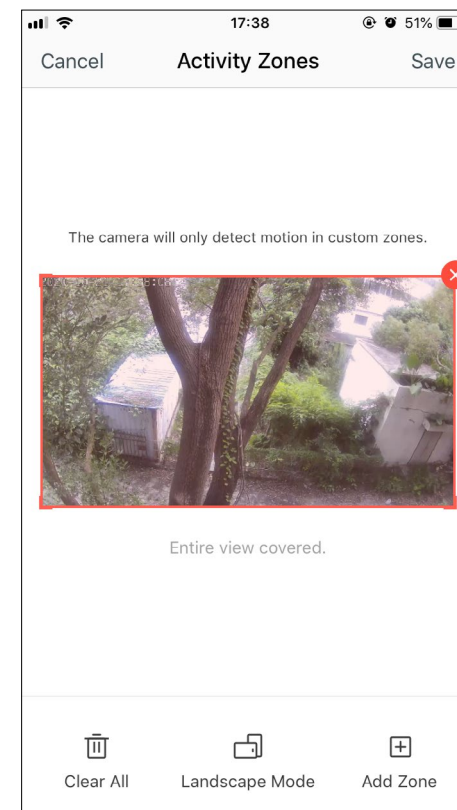 17:38
51%
Cancel
Activity Zones
Save
The camera will only detect motion in custom zones.
Entire view covered.
Clear All
Landscape Mode
Add Zone